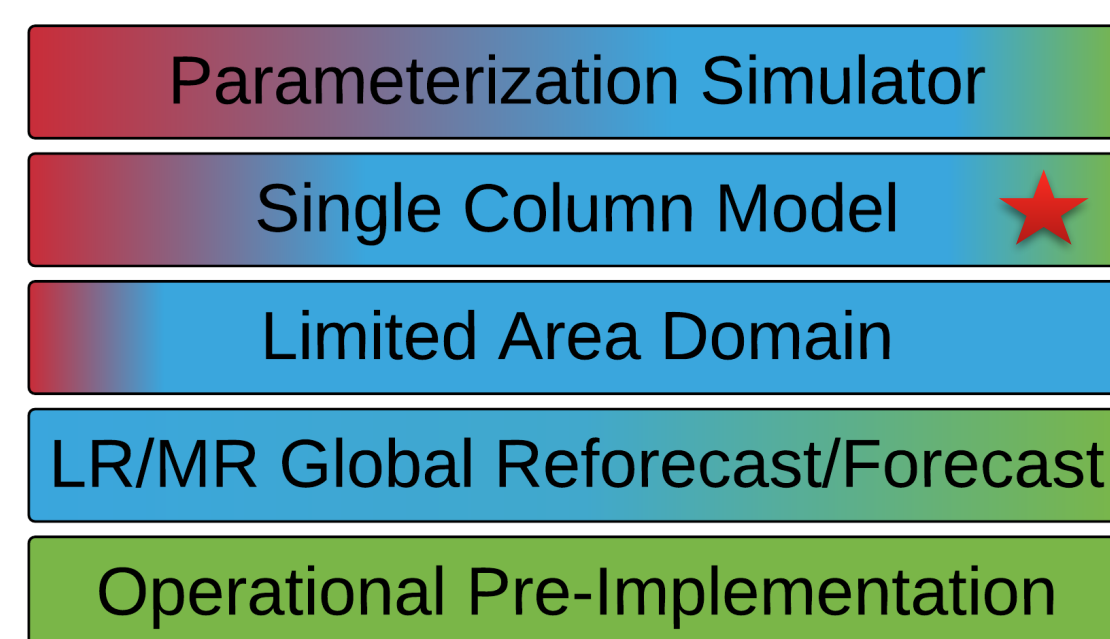 Parameterization Simulator
Single Column Model
Limited Area Domain
LR/MR Global Reforecast/Forecast
Operational Pre-Implementation